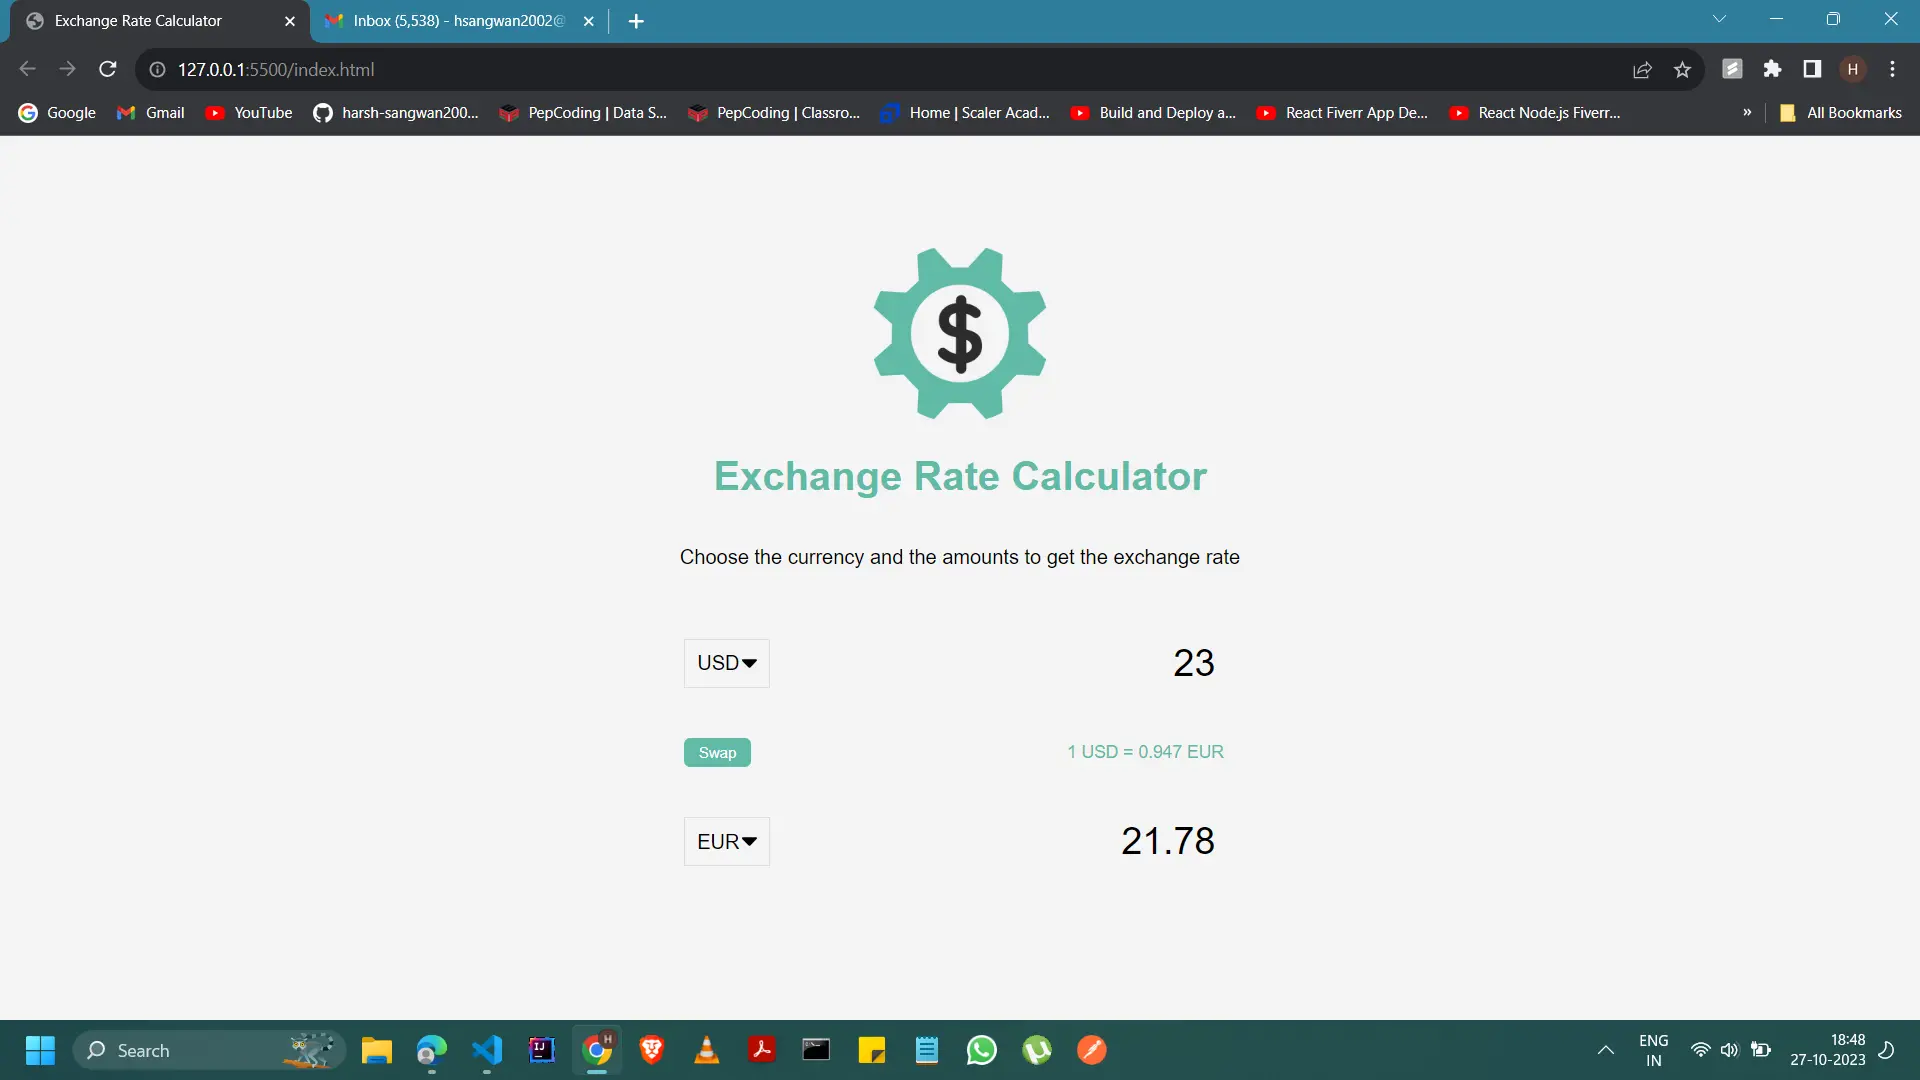 Exchange Rate Calculator
Inbox (5,538) - hsangwan2002@
127.0.0.1:5500/index.html
H
Google
Gmail
YouTube
harsh-sangwan200...
PepCoding | Data S...
PepCoding | Classro...
Home | Scaler Acad...
Build and Deploy a...
React Fiverr App De...
React Node.js Fiverr...
»
All Bookmarks
$
Exchange Rate Calculator
Choose the currency and the amounts to get the exchange rate
USD
23
Swap
1 USD = 0.947 EUR
EUR
21.78
Search
IJ
H
ENG
IN
18:48
27-10-2023